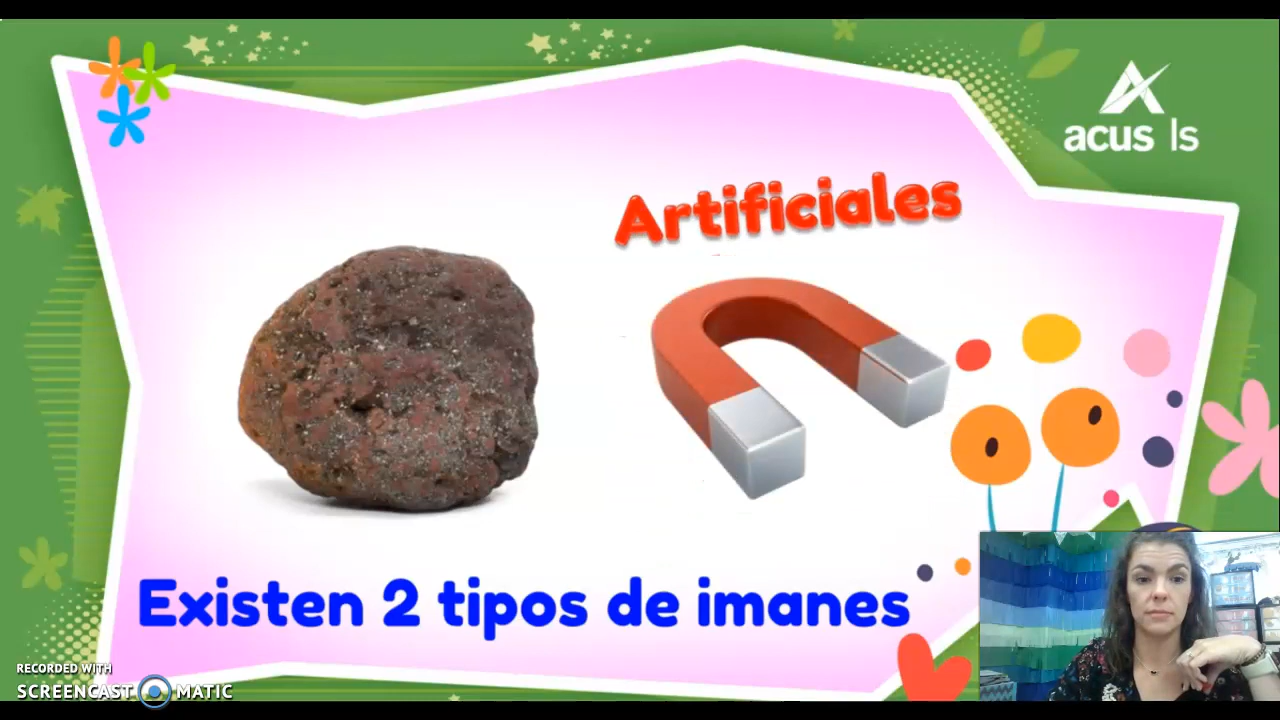 acus ls
Artificiales
Existen 2 tipos de imanes
RECORDED WITH
SCREENCAST MATIC